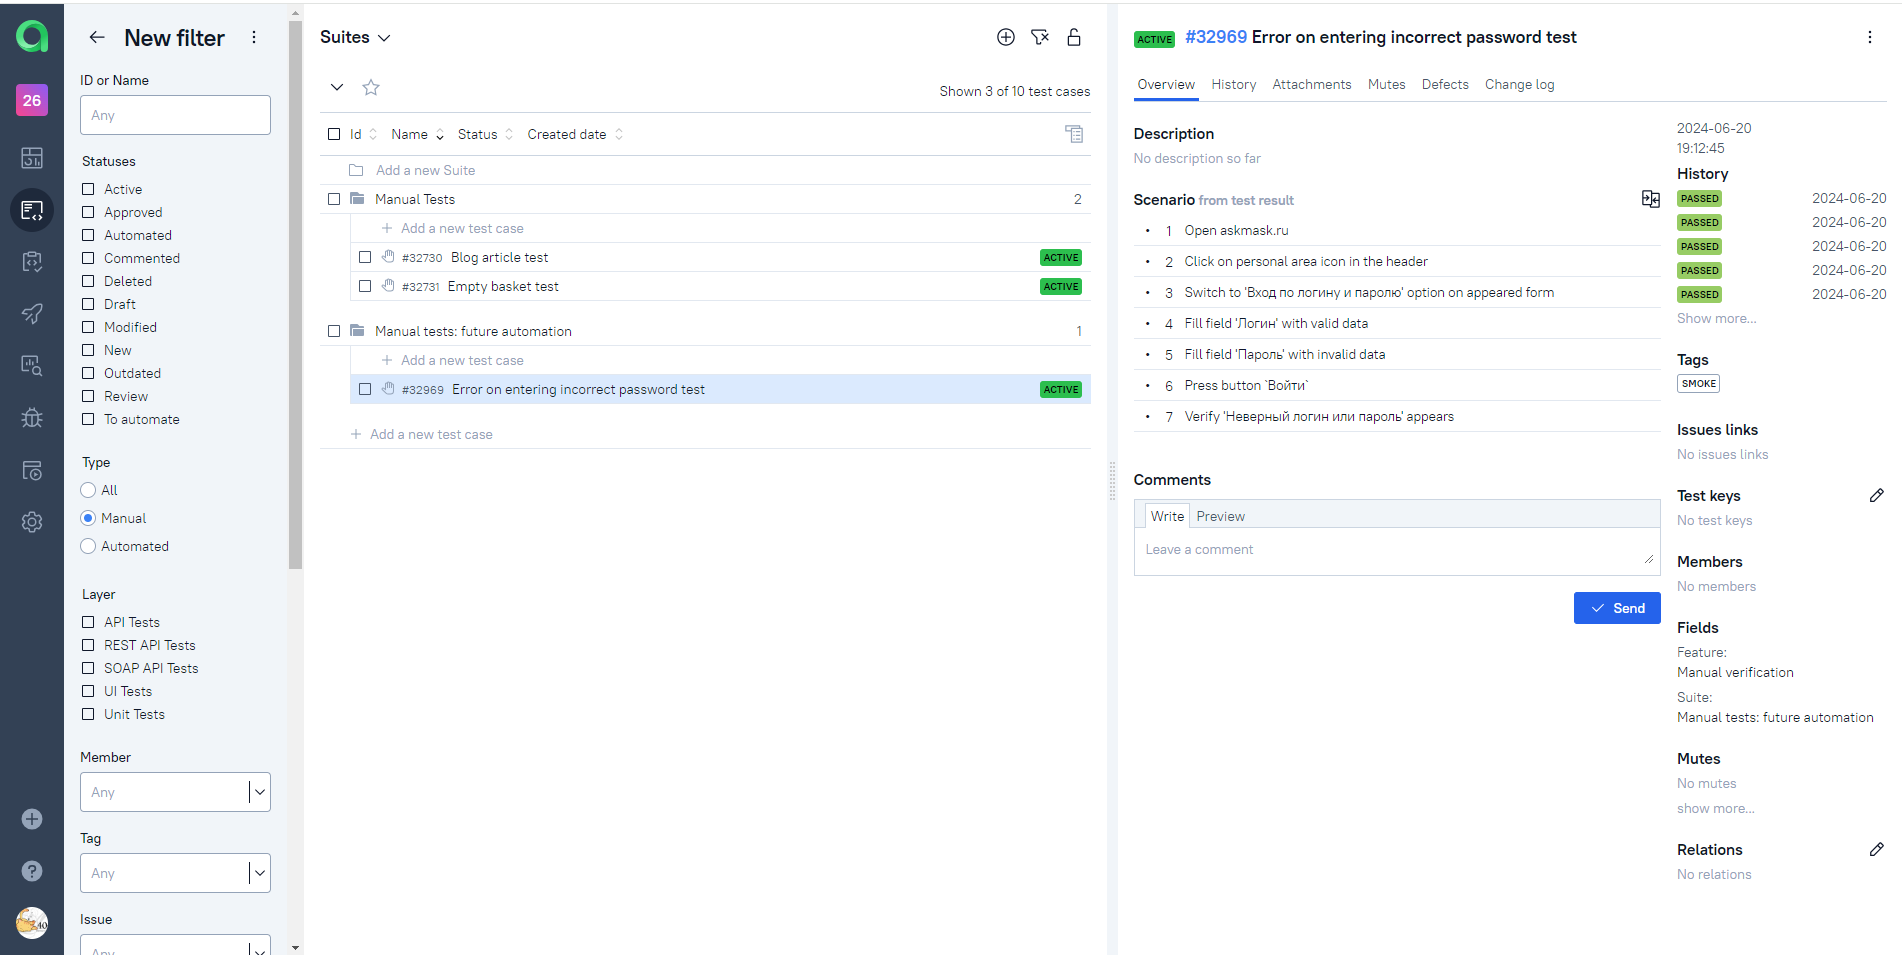 26
New filter
ID or Name
Any
Statuses
Active
Approved
Automated
Commented
Deleted
Draft
Modified
New
Outdated
Review
To automate
Type
All
Manual
Automated
Layer
API Tests
REST API Tests
SOAP API Tests
UI Tests
Unit Tests
Member
Any
Tag
Any
Issue
Any
Suites
Shown 3 of 10 test cases
Id Name Status Created date
Add a new Suite
Manual Tests 2
Add a new test case
#32730 Blog article test ACTIVE
#32731 Empty basket test ACTIVE
Manual tests: future automation 1
Add a new test case
#32969 Error on entering incorrect password test ACTIVE
Add a new test case
ACTIVE #32969 Error on entering incorrect password test
Overview History Attachments Mutes Defects Change log
Description
No description so far
Scenario from test result
• 1 Open askmask.ru
• 2 Click on personal area icon in the header
• 3 Switch to 'Вход по логину и паролю' option on appeared form
• 4 Fill field 'Логин' with valid data
• 5 Fill field 'Пароль' with invalid data
• 6 Press button `Войти`
• 7 Verify 'Неверный логин или пароль' appears
Comments
Write Preview
Leave a comment
Send
2024-06-20
19:12:45
History
PASSED 2024-06-20
PASSED 2024-06-20
PASSED 2024-06-20
PASSED 2024-06-20
PASSED 2024-06-20
Show more...
Tags
SMOKE
Issues links
No issues links
Test keys
No test keys
Members
No members
Fields
Feature:
Manual verification
Suite:
Manual tests: future automation
Mutes
No mutes
show more...
Relations
No relations